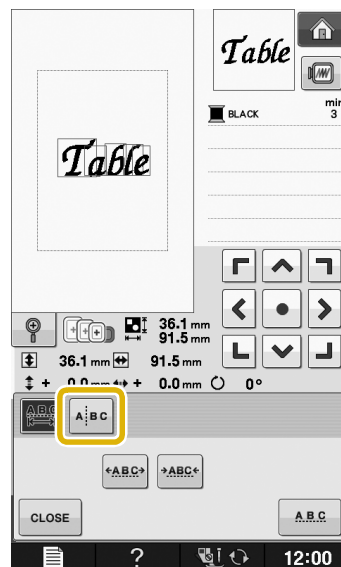 Table
min
BLACK 3
Table
36.1 mm
91.5 mm
36.1 mm 91.5 mm
+ 0.0 mm + 0.0 mm 0°
ABC A BC
ABC ABC
CLOSE ABC
? 12:00